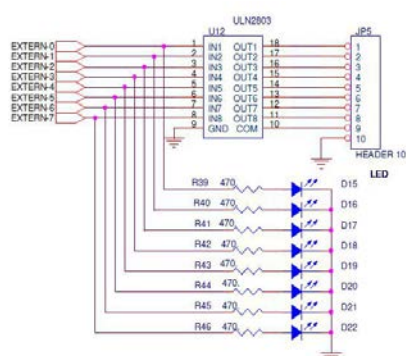 ULN2803
U12
JP5
EXTERN-0 1 IN1 OUT1 18 1
EXTERN-1 2 IN2 OUT2 17 2
EXTERN-2 3 IN3 OUT3 16 3
EXTERN-3 4 IN4 OUT4 15 4
EXTERN-4 5 IN5 OUT5 14 5
EXTERN-5 6 IN6 OUT6 13 6
EXTERN-6 7 IN7 OUT7 12 7
EXTERN-7 8 IN8 OUT8 11 8
9 GND COM 10 9
10
HEADER 10
LED
R39 470 D15
R40 470 D16
R41 470 D17
R42 470 D18
R43 470 D19
R44 470 D20
R45 470 D21
R46 470 D22